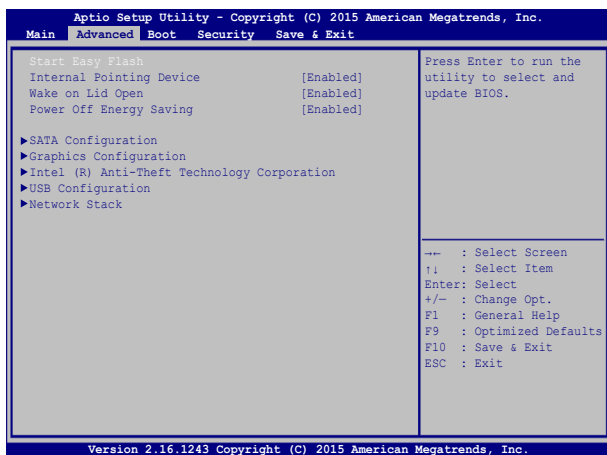 Aptio Setup Utility - Copyright (C) 2015 American Megatrends, Inc.
Main Advanced Boot Security Save & Exit
Start Easy Flash
Internal Pointing Device [Enabled]
Wake on Lid Open [Enabled]
Power Off Energy Saving [Enabled]
▶SATA Configuration
▶Graphics Configuration
▶Intel (R) Anti-Theft Technology Corporation
▶USB Configuration
▶Network Stack
Press Enter to run the
utility to select and
update BIOS.
→← : Select Screen
↑↓ : Select Item
Enter: Select
+/— : Change Opt.
F1 : General Help
F9 : Optimized Defaults
F10 : Save & Exit
ESC : Exit
Version 2.16.1243 Copyright (C) 2015 American Megatrends, Inc.